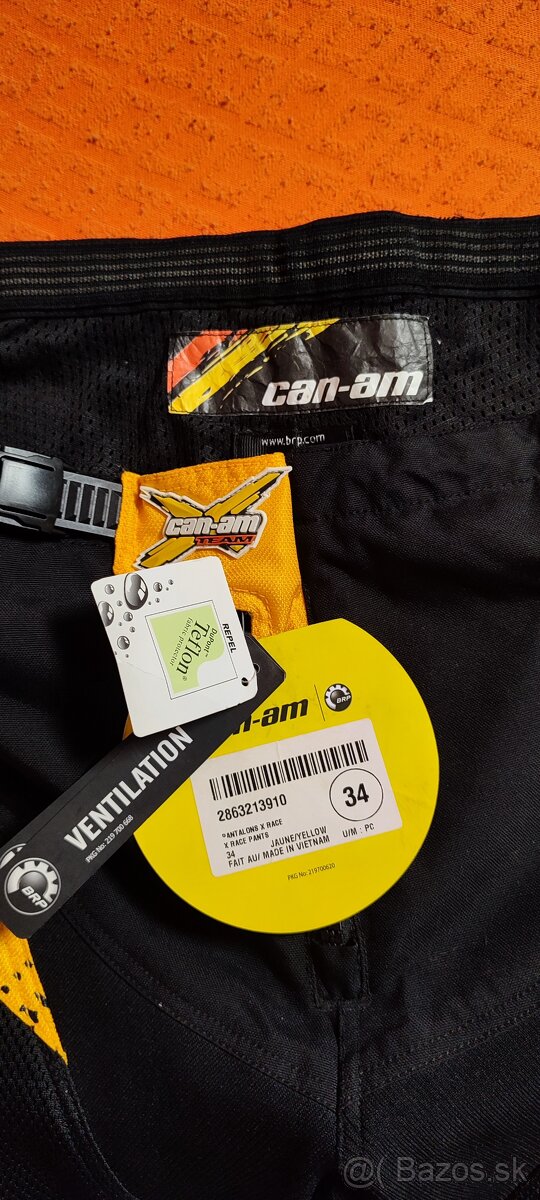 can-am
www.brp.com
can-am
TEAM
REPEL
DuPont™
Teflon®
fabric protector
VENTILATION
PKG No: 219 700 668
BRP
-am
BRP
2863213910
34
PANTALONS X RACE
X RACE PANTS
34 JAUNE/YELLOW
FAIT AU/ MADE IN VIETNAM U/M : PC
PKG No: 219700620
@ Bazos.sk